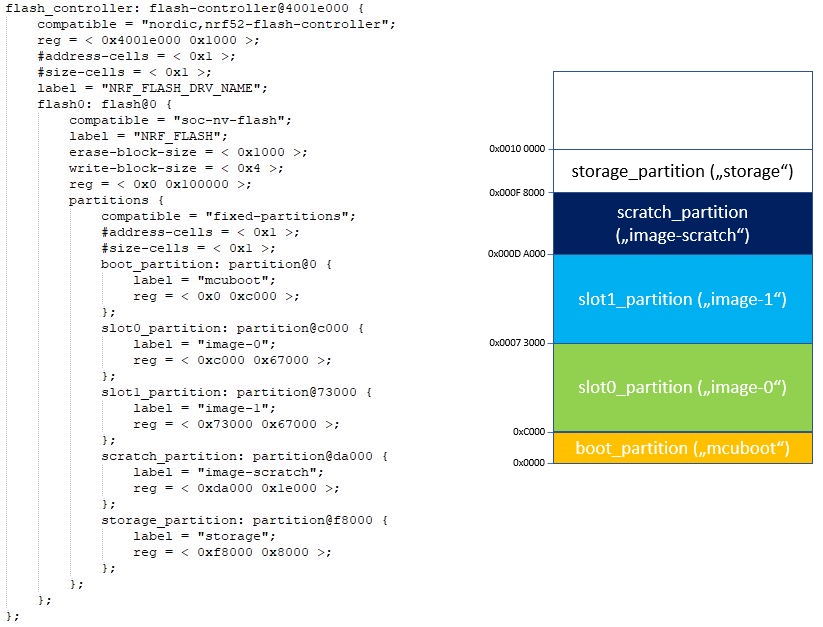 flash_controller: flash-controller@4001e000 {
compatible = "nordic,nrf52-flash-controller";
reg = < 0x4001e000 0x1000 >;
#address-cells = < 0x1 >;
#size-cells = < 0x1 >;
label = "NRF_FLASH_DRV_NAME";
flash0: flash@0 {
compatible = "soc-nv-flash";
label = "NRF_FLASH";
erase-block-size = < 0x1000 >;
write-block-size = < 0x4 >;
reg = < 0x0 0x100000 >;
partitions {
compatible = "fixed-partitions";
#address-cells = < 0x1 >;
#size-cells = < 0x1 >;
boot_partition: partition@0 {
label = "mcuboot";
reg = < 0x0 0xc000 >;
};
slot0_partition: partition@c000 {
label = "image-0";
reg = < 0xc000 0x67000 >;
};
slot1_partition: partition@73000 {
label = "image-1";
reg = < 0x73000 0x67000 >;
};
scratch_partition: partition@da000 {
label = "image-scratch";
reg = < 0xda000 0x1e000 >;
};
storage_partition: partition@f8000 {
label = "storage";
reg = < 0xf8000 0x8000 >;
};
};
};
};
0x0010 0000
storage_partition („storage“)
0x000F 8000
scratch_partition
(„image-scratch“)
0x000D A000
slot1_partition („image-1“)
0x0007 3000
slot0_partition („image-0“)
0xC000
boot_partition („mcuboot“)
0x0000